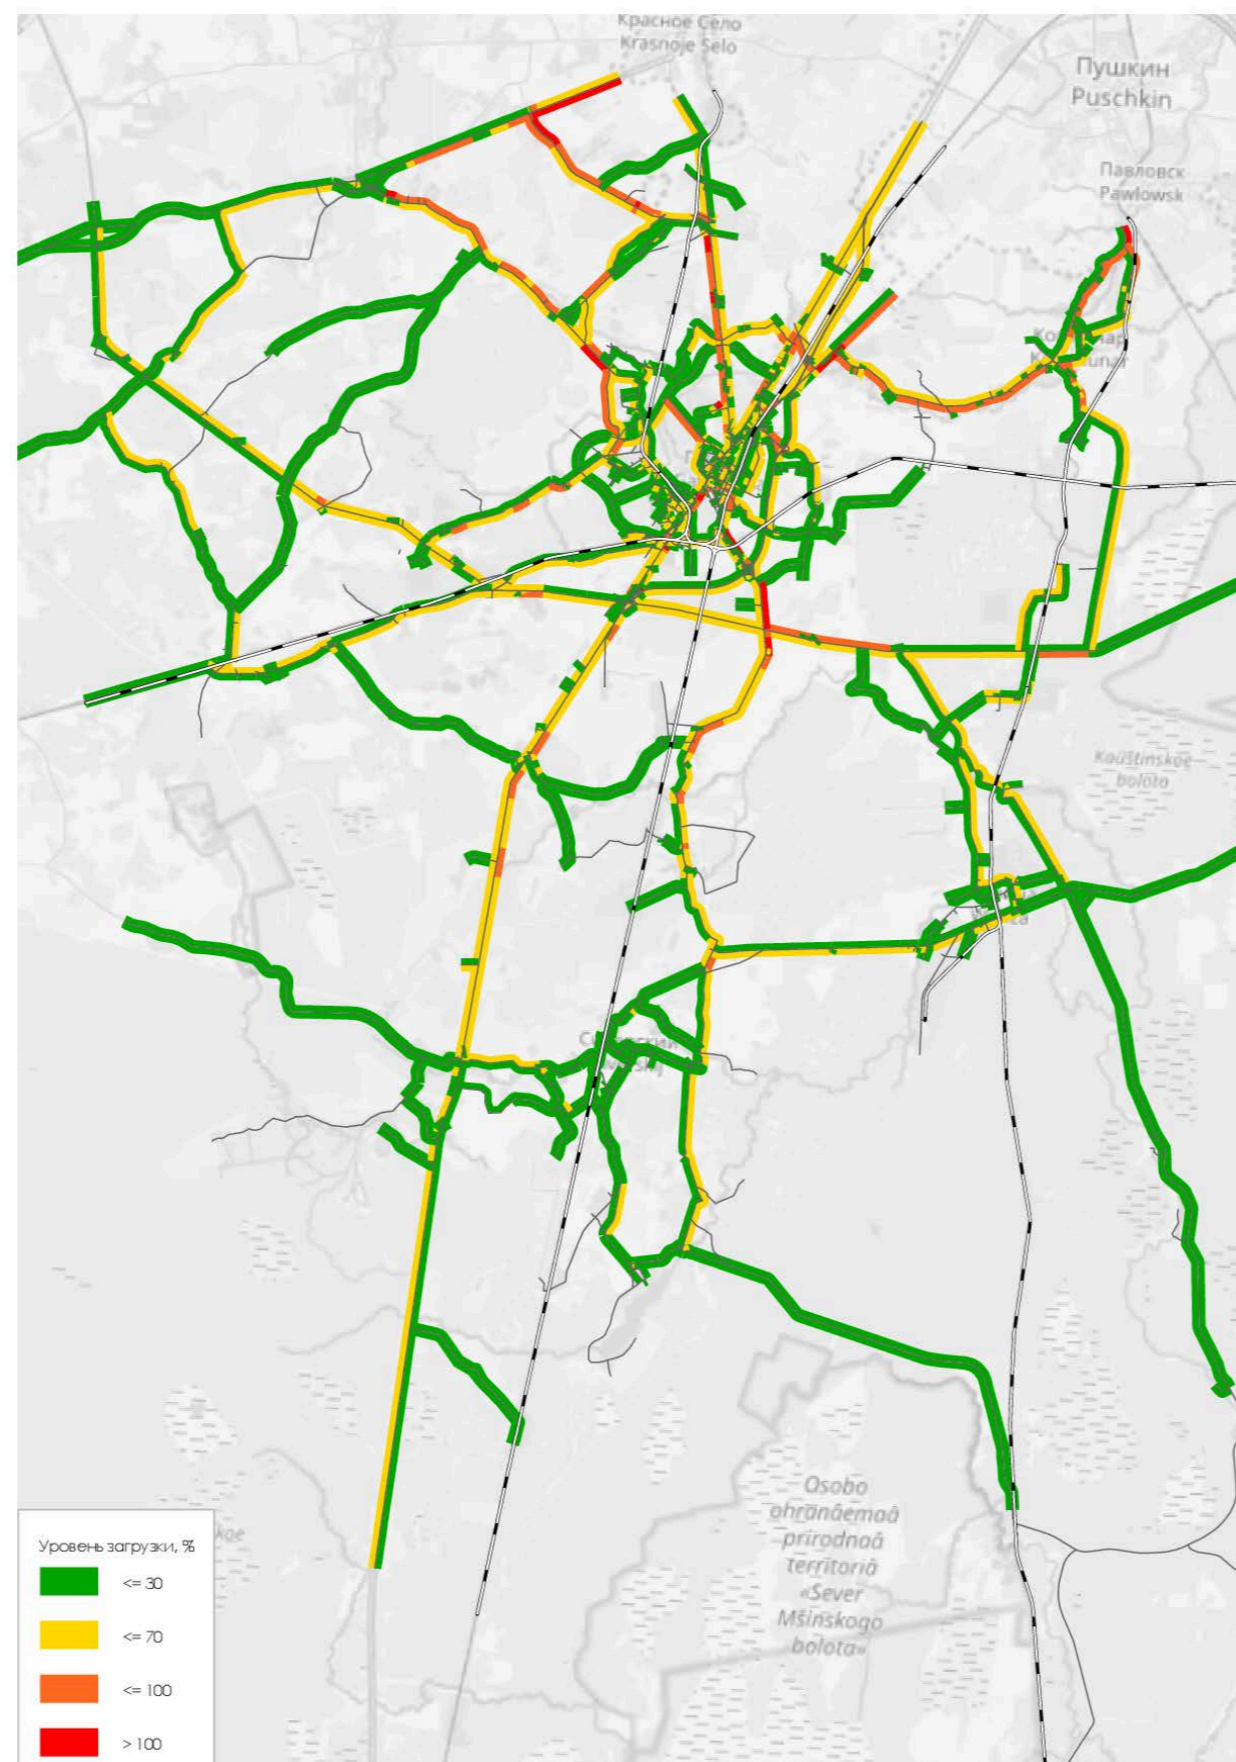 Красное Село
Krasnoje Selo
Пушкин
Puschkin
Павловск
Pawlowsk
Kaŭštinskoe
boloto
Osobo
ohranâemaâ
prirodnaâ
territoriâ
«Sever
Mšinskogo
bolota»
Уровень загрузки, %
<= 30
<= 70
<= 100
> 100